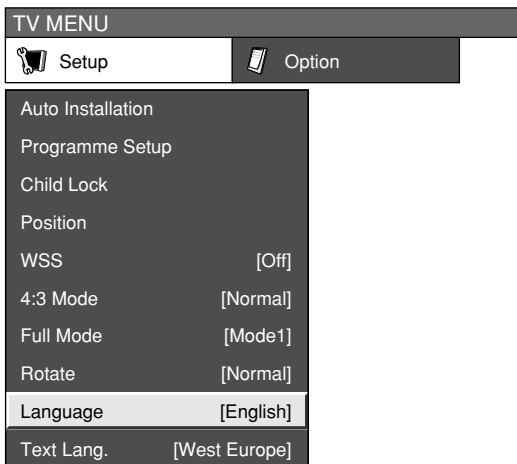 TV MENU
Setup Option
Auto Installation
Programme Setup
Child Lock
Position
WSS [Off]
4:3 Mode [Normal]
Full Mode [Mode1]
Rotate [Normal]
Language [English]
Text Lang. [West Europe]